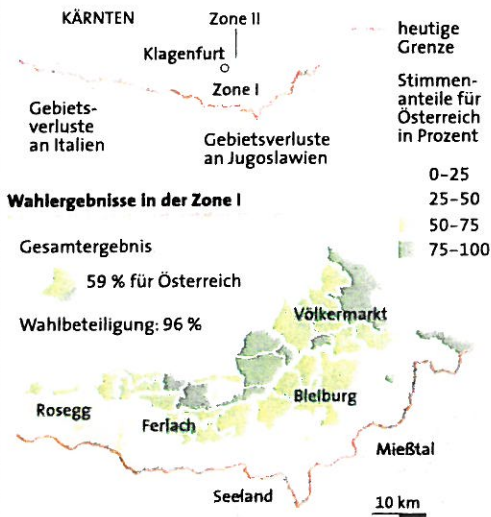 KÄRNTEN
Zone II
Klagenfurt
Zone I
Gebiets-
verluste
an Italien
Gebietsverluste
an Jugoslawien
heutige
Grenze
Stimmen-
anteile für
Österreich
in Prozent
0-25
25-50
50-75
75-100
Wahlergebnisse in der Zone I
Gesamtergebnis
59 % für Österreich
Wahlbeteiligung: 96 %
Völkermarkt
Bleiburg
Rosegg
Ferlach
Mießtal
Seeland
10 km